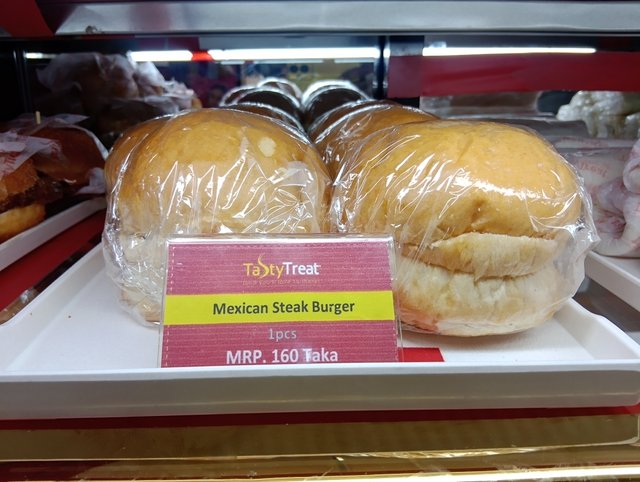 TastyTreat
Mexican Steak Burger
1pcs
MRP. 160 Taka